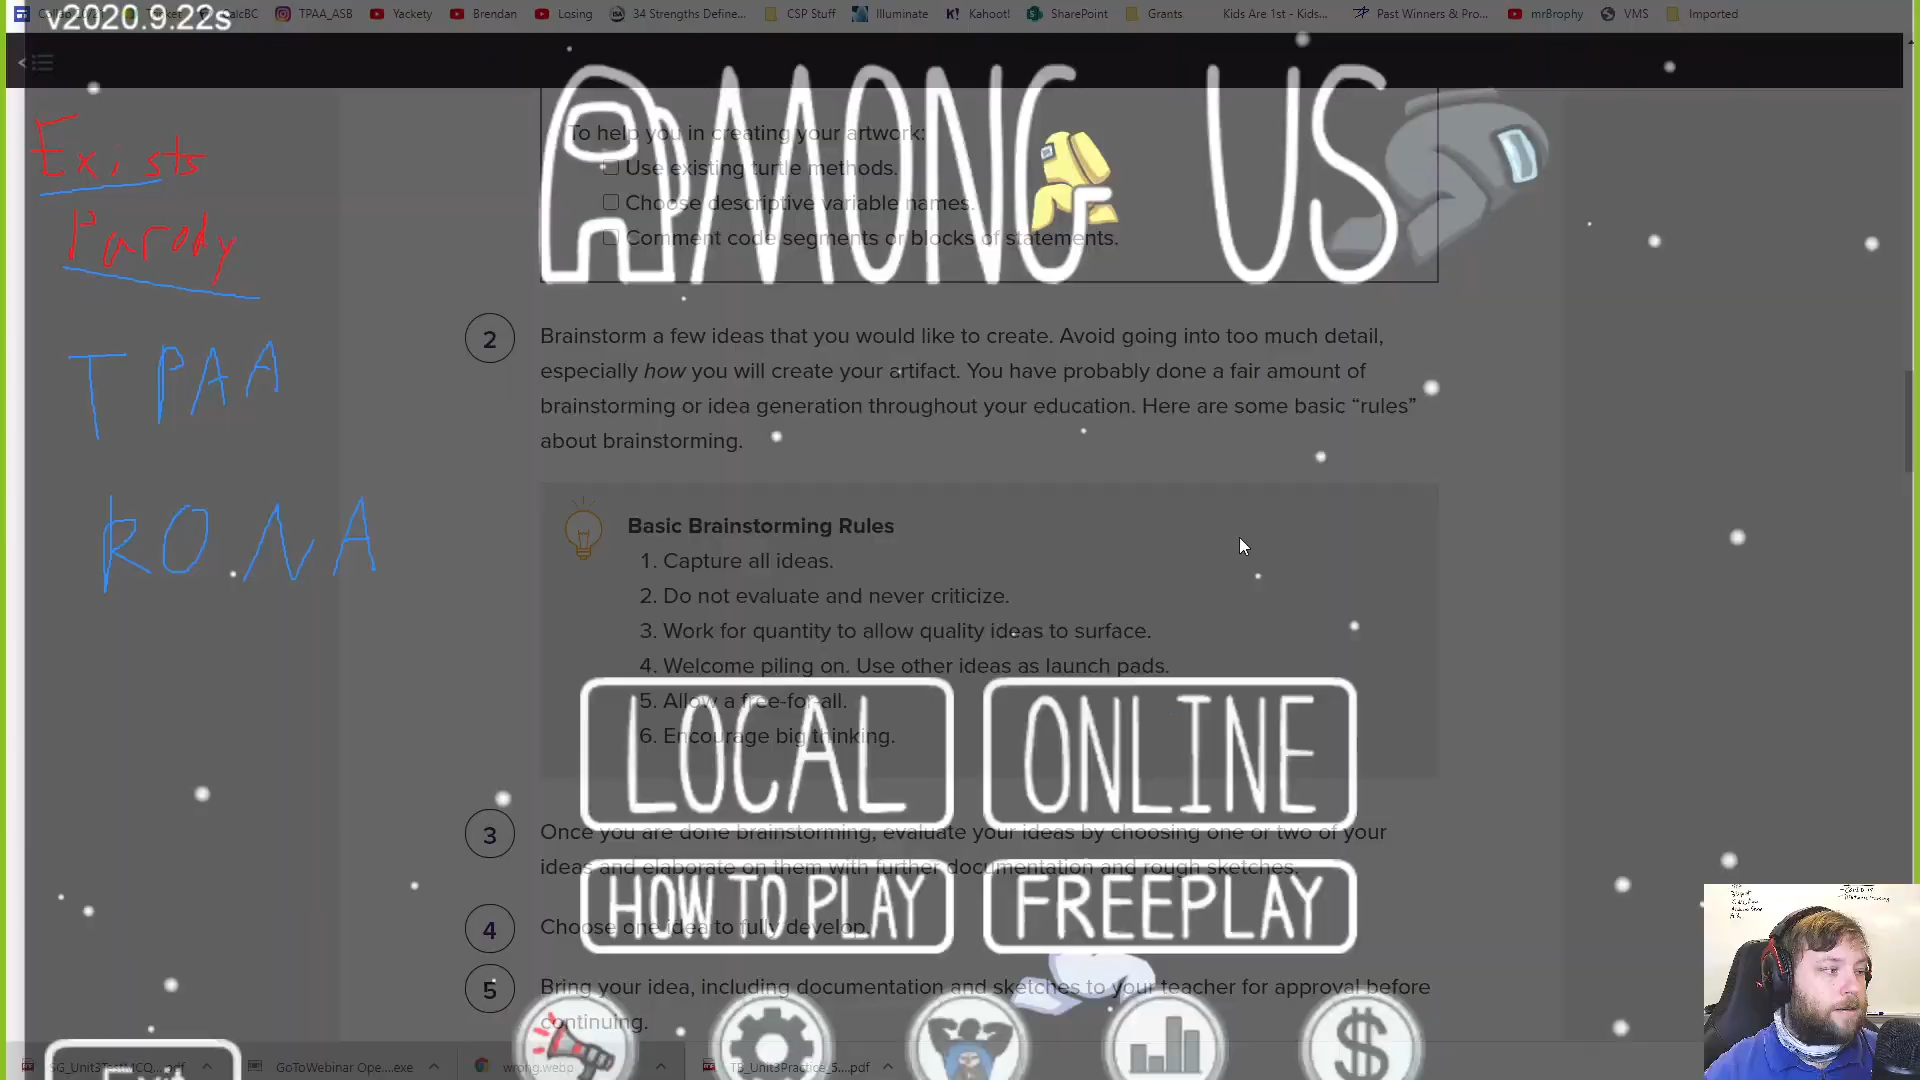 Collab 2020
CalcBC
TPAA_ASB
Yackety
Brendan
Losing
34 Strengths Define...
CSP Stuff
Illuminate
Kahoot!
SharePoint
Grants
Kids Are 1st - Kids...
Past Winners & Pro...
mrBrophy
VMS
Imported
v2020.9.22s
AMONG US
Exists
Parody
TPAA
RONA
To help you in creating your artwork:
Use existing turtle methods.
Choose descriptive variable names.
Comment code segments or blocks of statements.
2
Brainstorm a few ideas that you would like to create. Avoid going into too much detail,
especially how you will create your artifact. You have probably done a fair amount of
brainstorming or idea generation throughout your education. Here are some basic “rules”
about brainstorming.
Basic Brainstorming Rules
1. Capture all ideas.
2. Do not evaluate and never criticize.
3. Work for quantity to allow quality ideas to surface.
4. Welcome piling on. Use other ideas as launch pads.
5. Allow a free-for-all.
6. Encourage big thinking.
LOCAL
ONLINE
3
Once you are done brainstorming, evaluate your ideas by choosing one or two of your
ideas and elaborate on them with further documentation and rough sketches.
HOW TO PLAY
FREEPLAY
4
Choose one idea to fully develop.
5
Bring your idea, including documentation and sketches to your teacher for approval before
continuing.
SG_Unit3TestMCQ....pdf
GoToWebinar Ope....exe
wrong.webp
TB_Unit3Practice_5....pdf